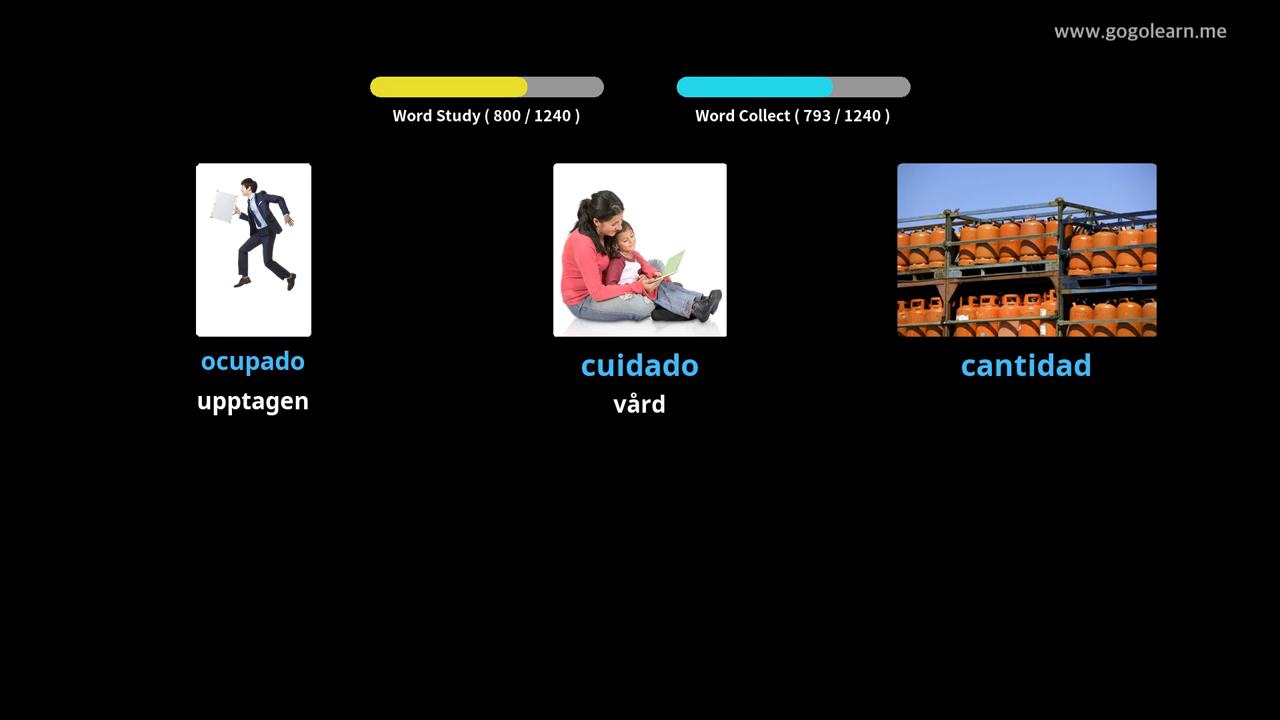 www.gogolearn.me
Word Study ( 800 / 1240 )
Word Collect ( 793 / 1240 )
ocupado
upptagen
cuidado
vård
cantidad